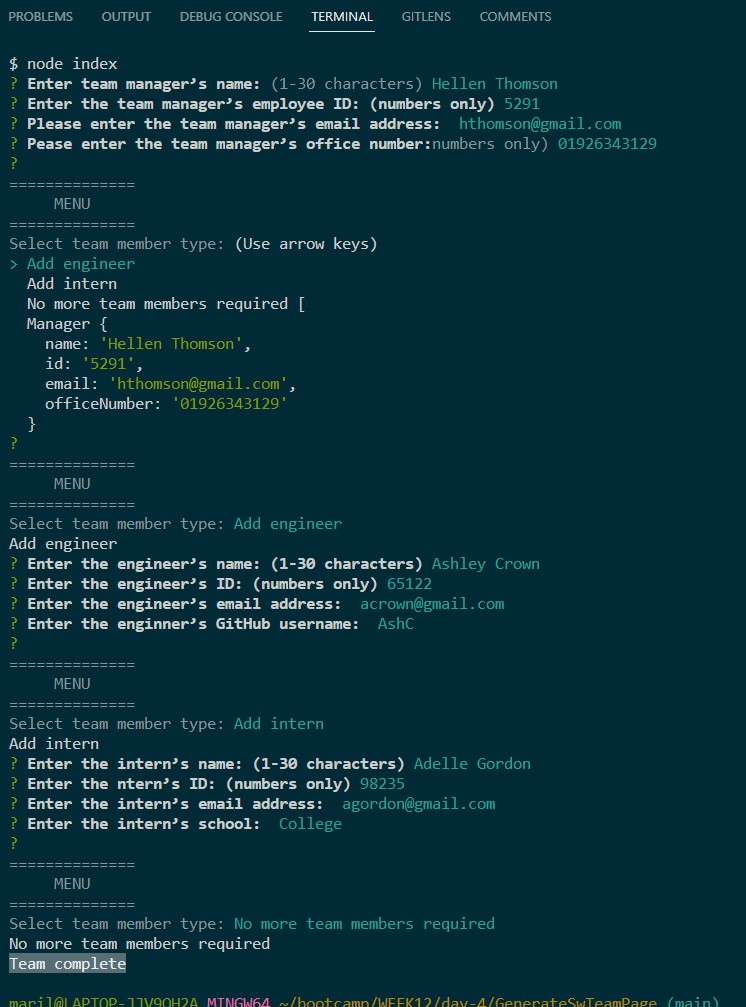 PROBLEMS OUTPUT DEBUG CONSOLE TERMINAL GITLENS COMMENTS
$ node index
? Enter team manager’s name: (1-30 characters) Hellen Thomson
? Enter the team manager’s employee ID: (numbers only) 5291
? Please enter the team manager’s email address:  hthomson@gmail.com
? Pease enter the team manager’s office number:numbers only) 01926343129
?
==============
     MENU
==============
Select team member type: (Use arrow keys)
> Add engineer
  Add intern
  No more team members required [
  Manager {
    name: 'Hellen Thomson',
    id: '5291',
    email: 'hthomson@gmail.com',
    officeNumber: '01926343129'
  }
?
==============
     MENU
==============
Select team member type: Add engineer
Add engineer
? Enter the engineer’s name: (1-30 characters) Ashley Crown
? Enter the engineer’s ID: (numbers only) 65122
? Enter the engineer’s email address:  acrown@gmail.com
? Enter the enginner’s GitHub username:  AshC
?
==============
     MENU
==============
Select team member type: Add intern
Add intern
? Enter the intern’s name: (1-30 characters) Adelle Gordon
? Enter the ntern’s ID: (numbers only) 98235
? Enter the intern’s email address:  agordon@gmail.com
? Enter the intern’s school:  College
?
==============
     MENU
==============
Select team member type: No more team members required
No more team members required
Team complete
maril@LAPTOP-JJV9QH2A MINGW64 ~/bootcamp/WEEK12/day-4/GenerateSwTeamPage (main)